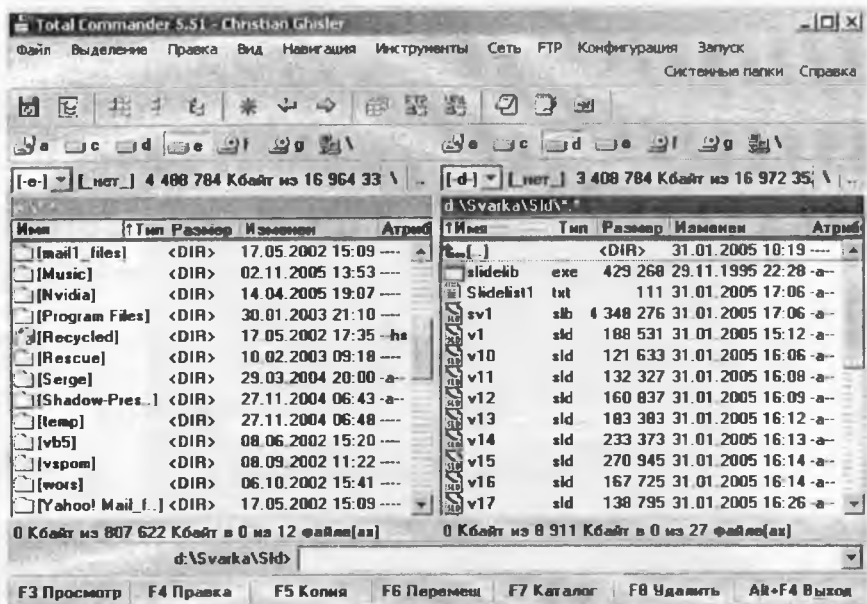 Total Commander 5.51 - Christian Ghisler
Файл Выделение Правка Вид Навигация Инструменты Сеть FTP Конфигурация Запуск
Системные папки Справка
a c d e f g \ a c d e f g \
[-e-] [_нет_] 4 488 784 Кбайт из 16 964 33 \ .. [-d-] [_нет_] 3 408 784 Кбайт из 16 972 35 \
d:\Svarka\Sld\*.*
Имя ↑Тип Размер Изменен Атриб ↑Имя Тип Размер Изменен Атриб
[mail1_files] <DIR> 17.05.2002 15:09 ---- [..] <DIR> 31.01.2005 10:19 ----
[Music] <DIR> 02.11.2005 13:53 ---- slidelib exe 429 268 29.11.1995 22:28 -a--
[Nvidia] <DIR> 14.04.2005 19:07 ---- Slidelist1 txt 111 31.01.2005 17:06 -a--
[Program Files] <DIR> 30.01.2003 21:10 ---- sv1 slb 4 348 276 31.01.2005 17:06 -a--
[Recycled] <DIR> 17.05.2002 17:35 --hs v1 sld 188 531 31.01.2005 15:12 -a--
[Rescue] <DIR> 10.02.2003 09:18 ---- v10 sld 121 633 31.01.2005 16:06 -a--
[Serge] <DIR> 29.03.2004 20:00 -a-- v11 sld 132 327 31.01.2005 16:08 -a--
[Shadow-Pres..] <DIR> 27.11.2004 06:43 -a-- v12 sld 160 837 31.01.2005 16:09 -a--
[temp] <DIR> 27.11.2004 06:48 ---- v13 sld 183 383 31.01.2005 16:12 -a--
[vb5] <DIR> 08.06.2002 15:20 ---- v14 sld 233 373 31.01.2005 16:13 -a--
[vspom] <DIR> 08.09.2002 11:22 ---- v15 sld 270 945 31.01.2005 16:14 -a--
[wors] <DIR> 06.10.2002 15:41 ---- v16 sld 167 725 31.01.2005 16:14 -a--
[Yahoo! Mail_f..] <DIR> 17.05.2002 15:09 ---- v17 sld 138 795 31.01.2005 16:26 -a--
0 Кбайт из 807 622 Кбайт в 0 из 12 файле(ах) 0 Кбайт из 8 911 Кбайт в 0 из 27 файле(ах)
d:\Svarka\Sld>
F3 Просмотр F4 Правка F5 Копия F6 Перемещ F7 Каталог F8 Удалить Alt+F4 Выход